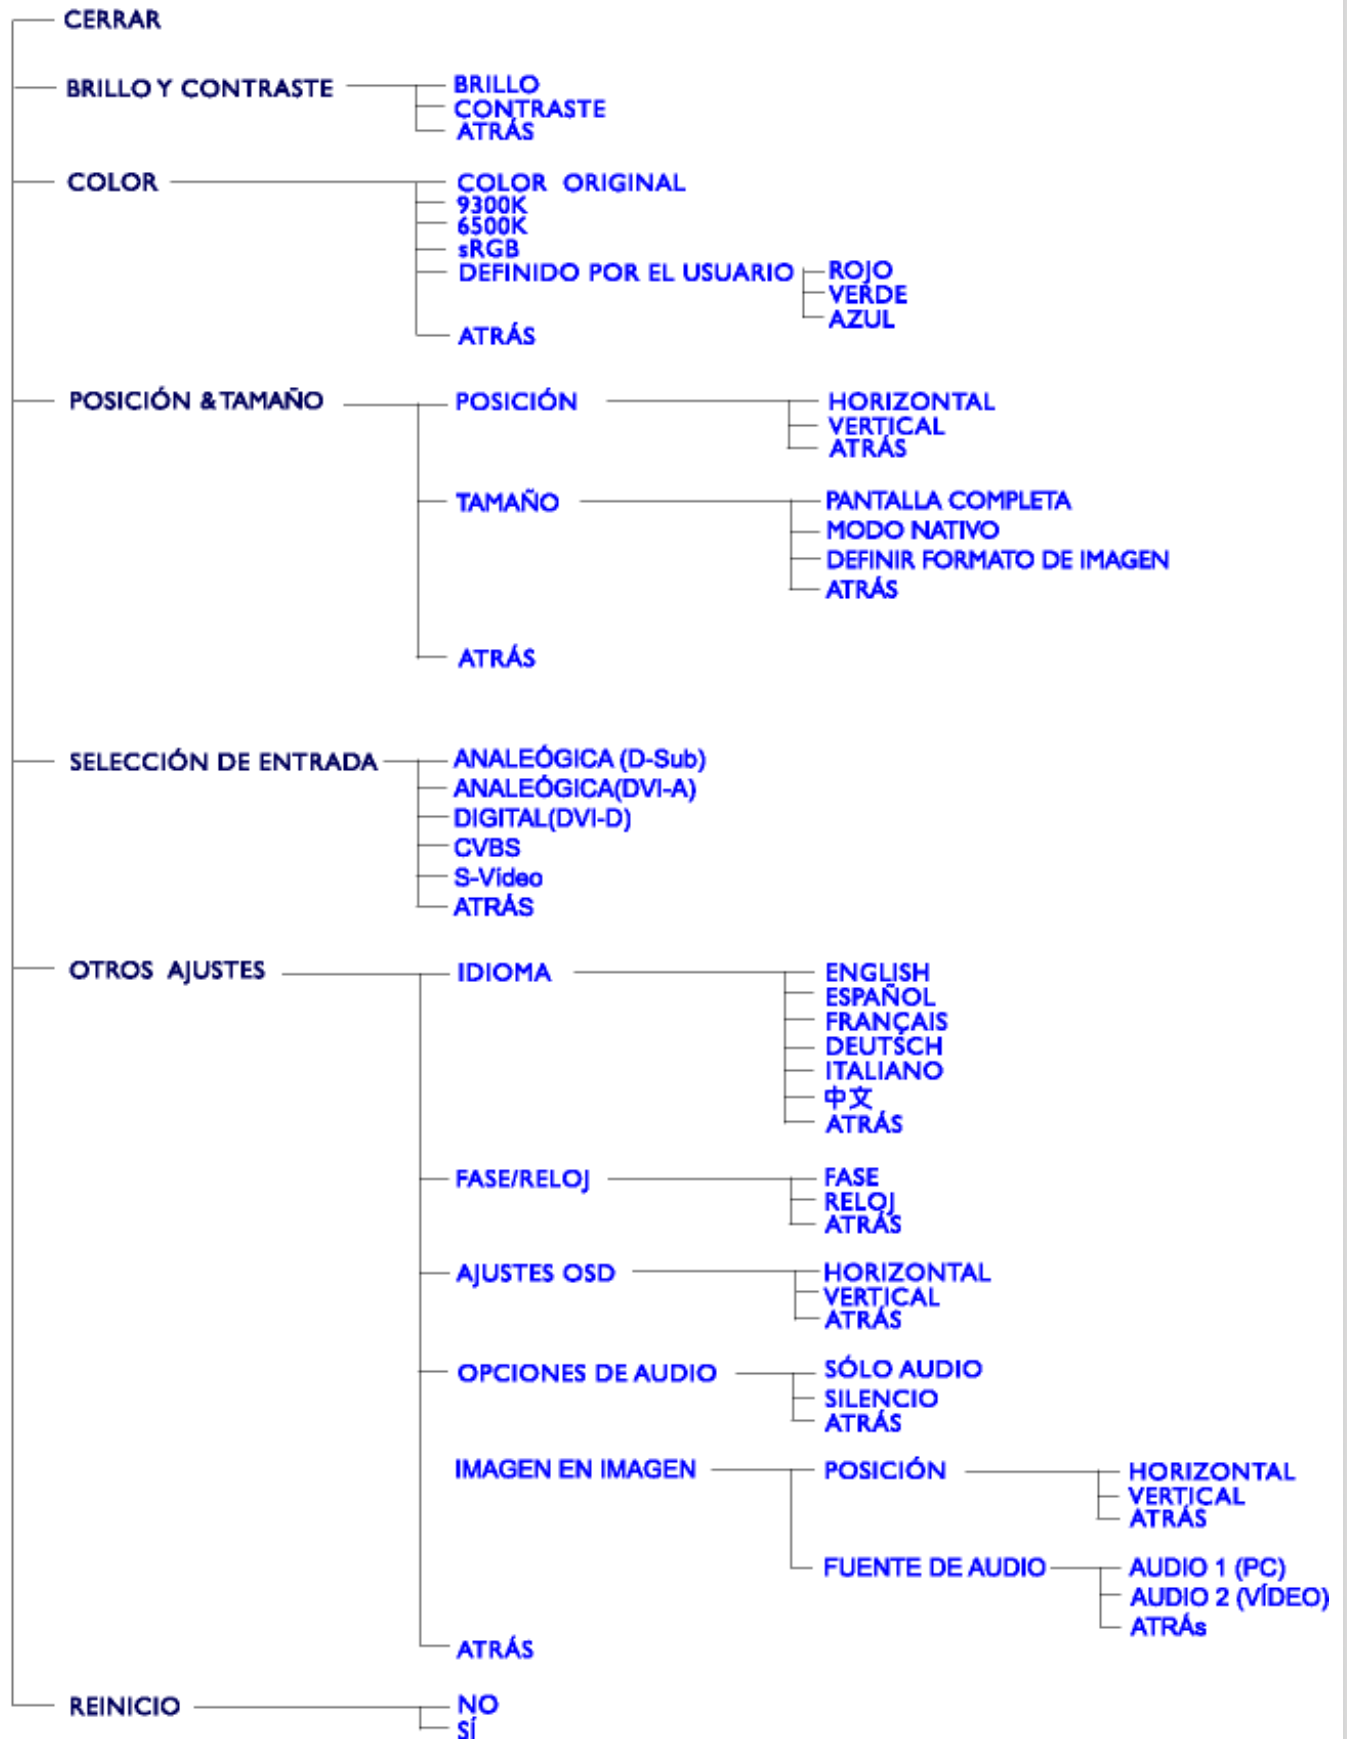 CERRAR
BRILLO Y CONTRASTE
BRILLO
CONTRASTE
ATRÁS
COLOR
COLOR ORIGINAL
9300K
6500K
sRGB
DEFINIDO POR EL USUARIO
ROJO
VERDE
AZUL
ATRÁS
POSICIÓN & TAMAÑO
POSICIÓN
HORIZONTAL
VERTICAL
ATRÁS
TAMAÑO
PANTALLA COMPLETA
MODO NATIVO
DEFINIR FORMATO DE IMAGEN
ATRÁS
ATRÁS
SELECCIÓN DE ENTRADA
ANALEÓGICA (D-Sub)
ANALEÓGICA(DVI-A)
DIGITAL(DVI-D)
CVBS
S-Vídeo
ATRÁS
OTROS AJUSTES
IDIOMA
ENGLISH
ESPAÑOL
FRANÇAIS
DEUTSCH
ITALIANO
中文
ATRÁS
FASE/RELOJ
FASE
RELOJ
ATRÁS
AJUSTES OSD
HORIZONTAL
VERTICAL
ATRÁS
OPCIONES DE AUDIO
SÓLO AUDIO
SILENCIO
ATRÁS
IMAGEN EN IMAGEN
POSICIÓN
HORIZONTAL
VERTICAL
ATRÁS
FUENTE DE AUDIO
AUDIO 1 (PC)
AUDIO 2 (VÍDEO)
ATRÁs
ATRÁS
REINICIO
NO
SÍ